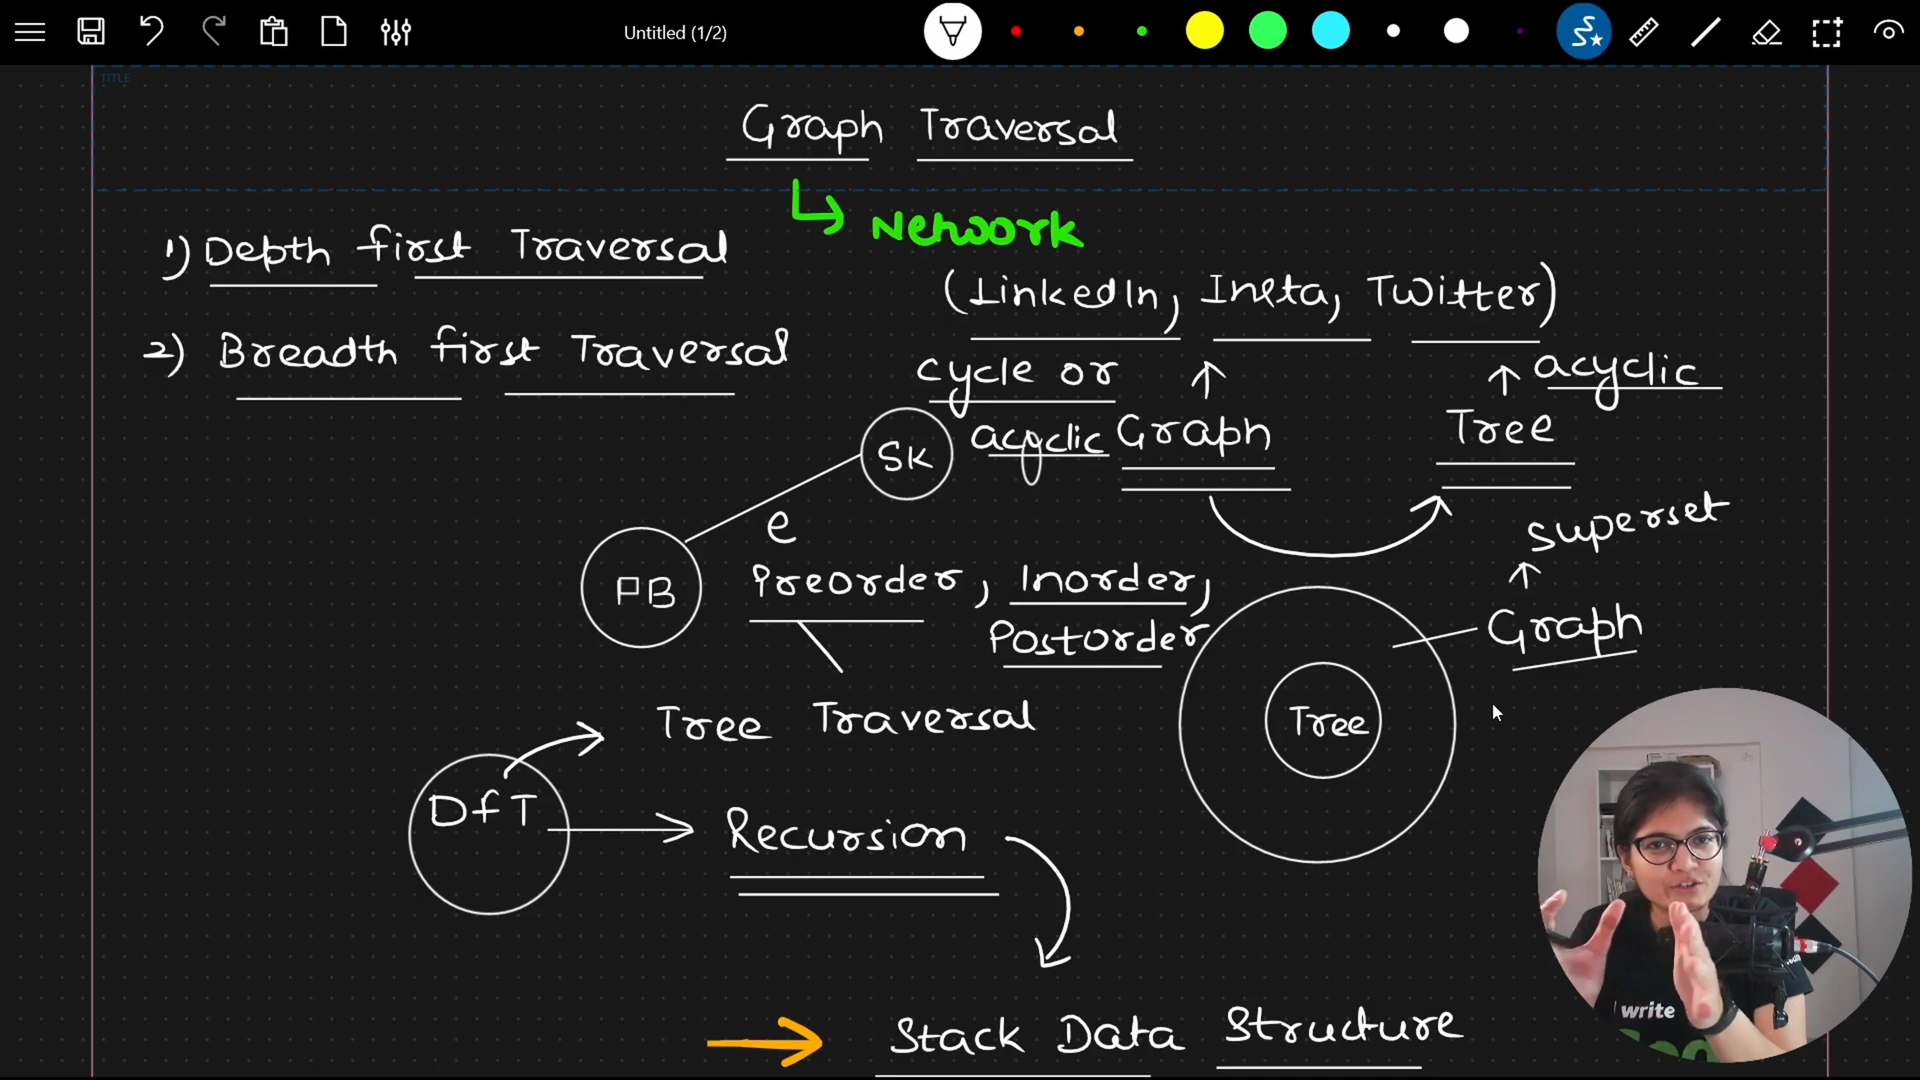 Untitled (1/2)
TITLE
Graph Traversal
Network
1) Depth first Traversal
(LinkedIn, Insta, Twitter)
2) Breadth first Traversal
cycle or
acyclic
acyclic Graph
Tree
SK
superset
e
PB
Preorder, Inorder,
Postorder
Graph
Tree Traversal
Tree
DfT
Recursion
write
Stack Data Structure